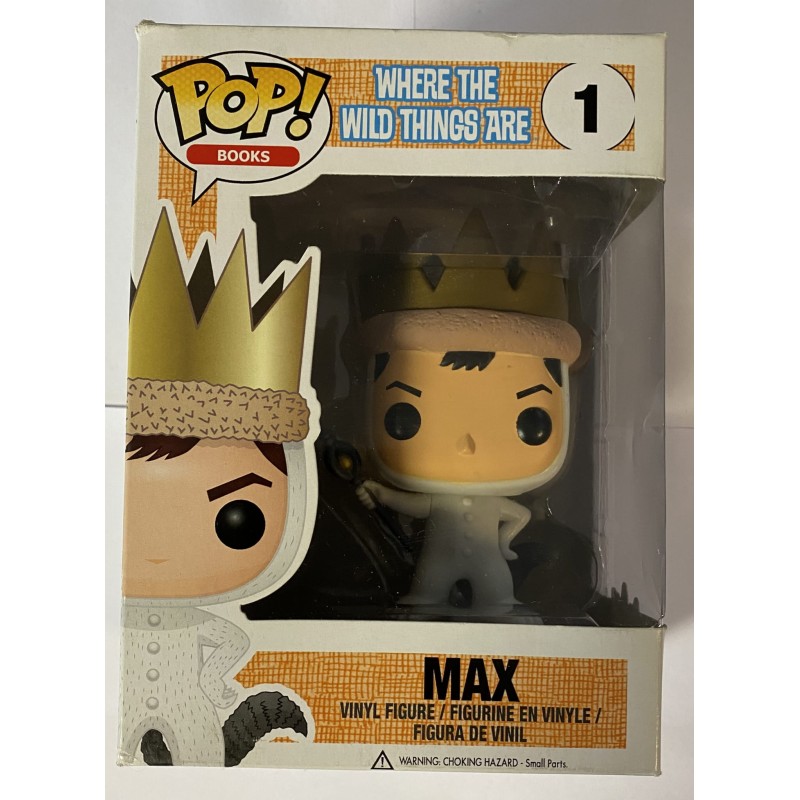 POP!
BOOKS
WHERE THE
WILD THINGS ARE
1
MAX
VINYL FIGURE / FIGURINE EN VINYLE /
FIGURA DE VINIL
WARNING: CHOKING HAZARD - Small Parts.